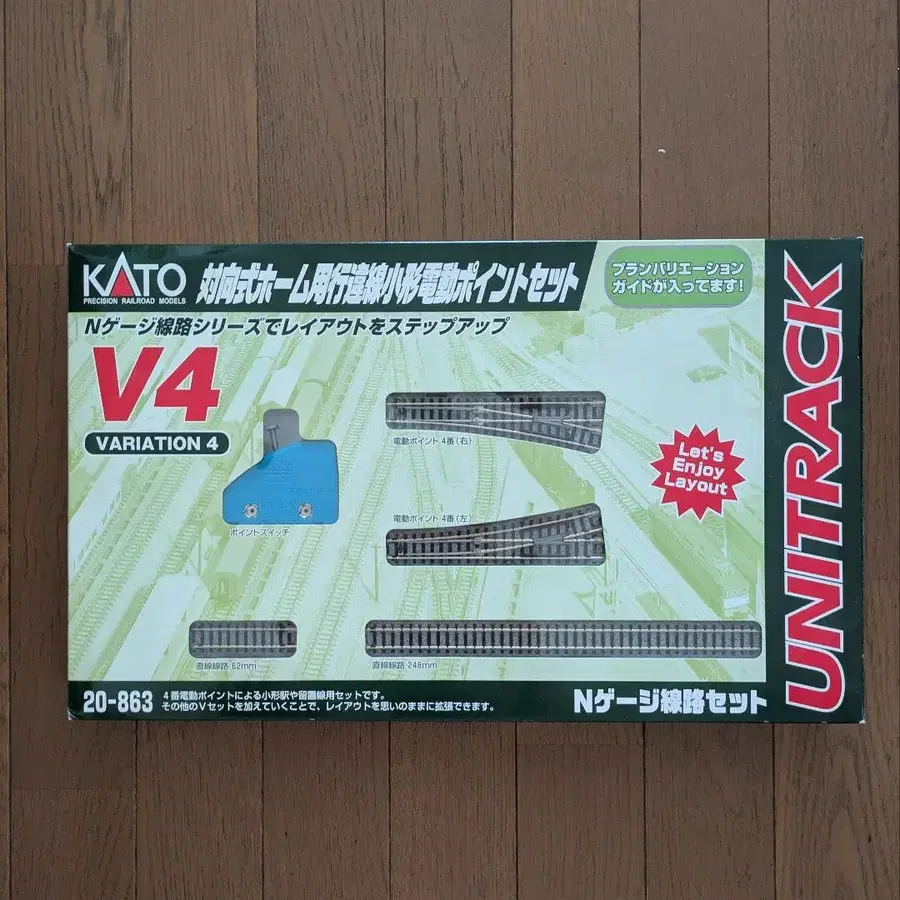 KATO
PRECISION RAILROAD MODELS
対向式ホーム用行違線小形電動ポイントセット
プランバリエーション
ガイドが入ってます!
Nゲージ線路シリーズでレイアウトをステップアップ
V4
VARIATION 4
電動ポイント 4番(右)
Let's
Enjoy
Layout
電動ポイント 4番(左)
ポイントスイッチ
直線線路 62mm
直線線路 248mm
UNITRACK
20-863
4番電動ポイントによる小形駅や留置線用セットです。
その他のVセットを加えていくことで、レイアウトを思いのままに拡張できます。
Nゲージ線路セット